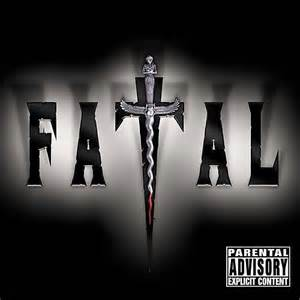 FATAL
PARENTAL
ADVISORY
EXPLICIT CONTENT